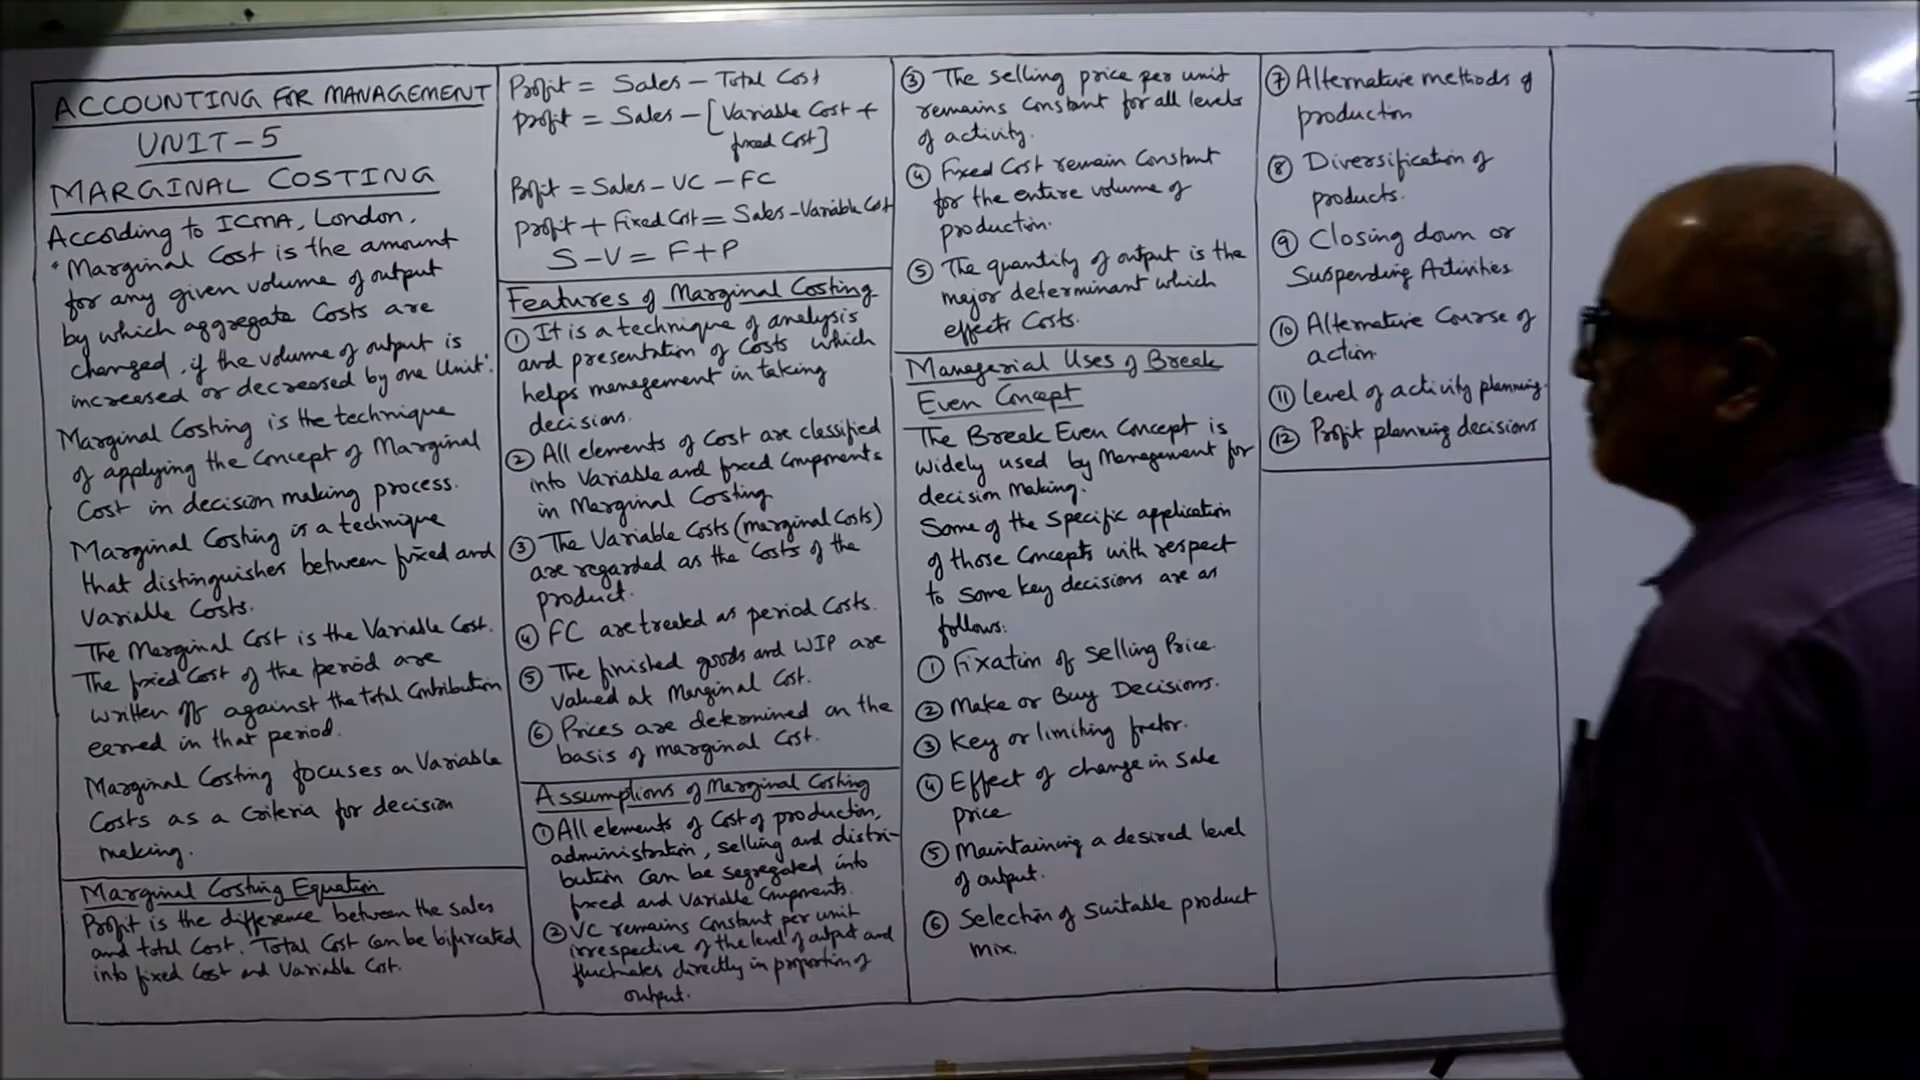 ACCOUNTING FOR MANAGEMENT
UNIT-5
MARGINAL COSTING
According to ICMA, London,
"Marginal Cost is the amount
for any given volume of output
by which aggregate Costs are
changed, if the volume of output is
increased or decreased by one Unit".
Marginal Costing is the technique
of applying the Concept of Marginal
Cost in decision making process.
Marginal Costing is a technique
that distinguishes between fixed and
Variable Costs.
The Marginal Cost is the Variable Cost.
The fixed Cost of the period are
written off against the total Contribution
earned in that period.
Marginal Costing focuses on Variable
Costs as a Criteria for decision
making.
Marginal Costing Equation
Profit is the difference between the sales
and total Cost. Total Cost can be bifurcated
into fixed Cost and Variable Cost.
Profit = Sales - Total Cost
Profit = Sales - [Variable Cost +
fixed Cost]
Profit = Sales - VC - FC
Profit + Fixed Cost = Sales - Variable Cost
S - V = F + P
Features of Marginal Costing
① It is a technique of analysis
and presentation of Costs which
helps management in taking
decisions.
② All elements of Cost are classified
into Variable and fixed Components
in Marginal Costing
③ The Variable Costs (marginal Costs)
are regarded as the Costs of the
product.
④ FC are treated as period Costs.
⑤ The finished goods and WIP are
Valued at Marginal Cost.
⑥ Prices are determined on the
basis of marginal Cost.
Assumptions of Marginal Costing
① All elements of Cost of production,
administration, selling and distri-
bution can be segregated into
fixed and Variable Components.
② VC remains Constant per unit
irrespective of the level of output and
fluctuates directly in proportion of
output.
③ The selling price per unit
remains Constant for all levels
of activity.
④ Fixed Cost remain Constant
for the entire volume of
production.
⑤ The quantity of output is the
major determinant which
effects Costs.
Managerial Uses of Break
Even Concept
The Break Even Concept is
widely used by Management for
decision Making.
Some of the Specific application
of those Concepts with respect
to Some key decisions are as
follows:
① Fixation of Selling Price.
② Make or Buy Decisions.
③ Key or limiting factor.
④ Effect of change in Sale
price
⑤ Maintaining a desired level
of output.
⑥ Selection of Suitable product
mix.
⑦ Alternative methods of
production
⑧ Diversification of
products.
⑨ Closing down or
Suspending Activities
⑩ Alternative Course of
action.
⑪ level of activity planning.
⑫ Profit planning decisions